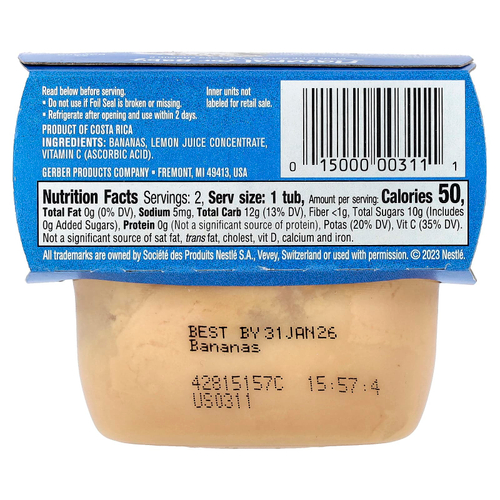 Natural for baby
Read below before serving.
• Do not use if Foil Seal is broken or missing.
• Refrigerate after opening and use within 2 days.
Inner units not
labeled for retail sale.
PRODUCT OF COSTA RICA
INGREDIENTS: BANANAS, LEMON JUICE CONCENTRATE,
VITAMIN C (ASCORBIC ACID).
GERBER PRODUCTS COMPANY • FREMONT, MI 49413, USA
0 15000 00311 1
Nutrition Facts Servings: 2, Serv size: 1 tub, Amount per serving: Calories 50,
Total Fat 0g (0% DV), Sodium 5mg, Total Carb 12g (13% DV), Fiber <1g, Total Sugars 10g (Includes
0g Added Sugars), Protein 0g (Not a significant source of protein), Potas (20% DV), Vit C (35% DV).
Not a significant source of sat fat, trans fat, cholest, vit D, calcium and iron.
All trademarks are owned by Société des Produits Nestlé S.A., Vevey, Switzerland or used with permission. © 2023 Nestlé.
BEST BY 31JAN26
Bananas
42815157C 15:57:4
US0311